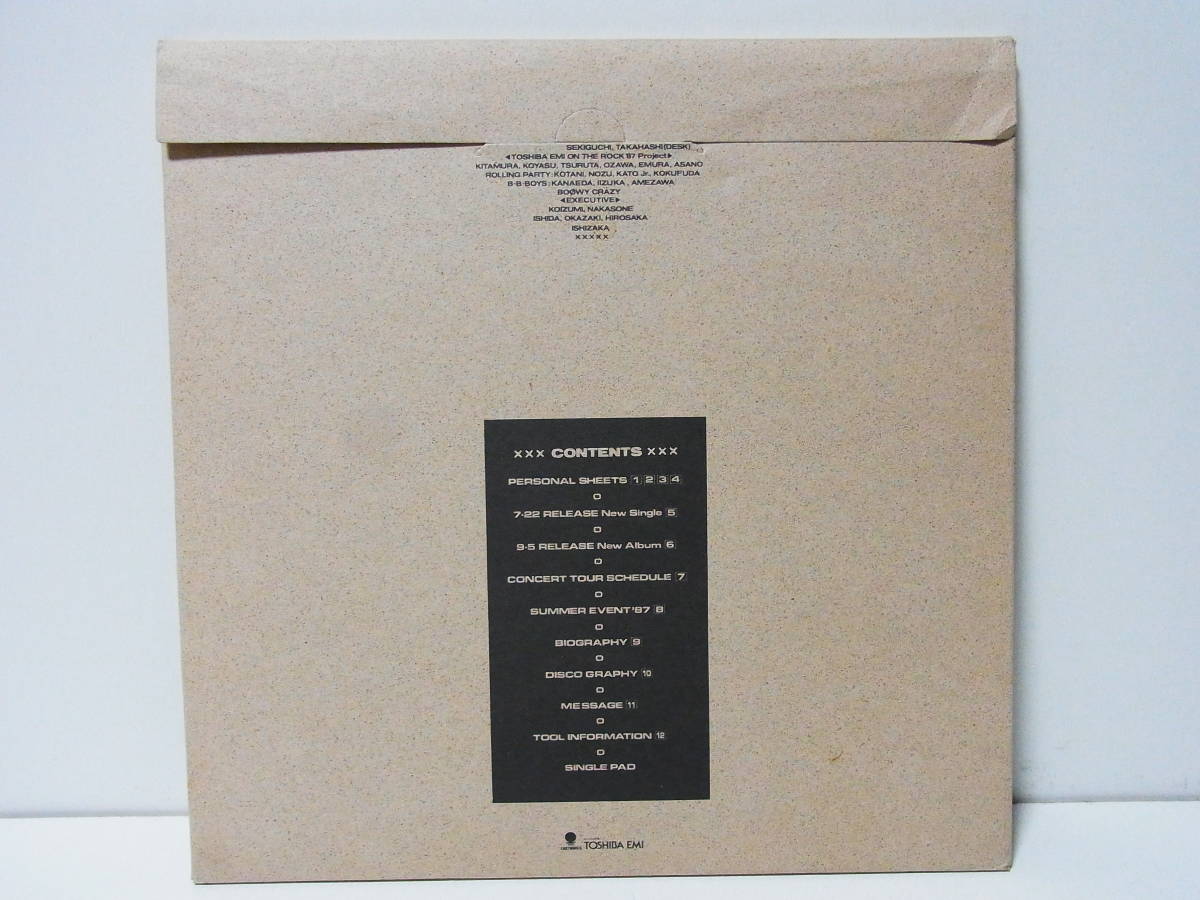 SEKIGUCHI, TAKAHASHI(DESK)
◀TOSHIBA EMI ON THE ROCK'87 Project▶
KITAMURA, KOYASU, TSURUTA, OZAWA, EMURA, ASANO
ROLLING PARTY: KOTANI, NOZU, KATO Jr., KOKUFUDA
B-B-BOYS: KANAEDA, IIZUKA, AMEZAWA
BOØWY CRAZY
◀EXECUTIVE▶
KOIZUMI, NAKASONE
ISHIDA, OKAZAKI, HIROSAKA
ISHIZAKA
×××××
××× CONTENTS ×××
PERSONAL SHEETS 1 2 3 4
7·22 RELEASE New Single 5
9·5 RELEASE New Album 6
CONCERT TOUR SCHEDULE 7
SUMMER EVENT'87 8
BIOGRAPHY 9
DISCO GRAPHY 10
MESSAGE 11
TOOL INFORMATION 12
SINGLE PAD
TOSHIBA EMI